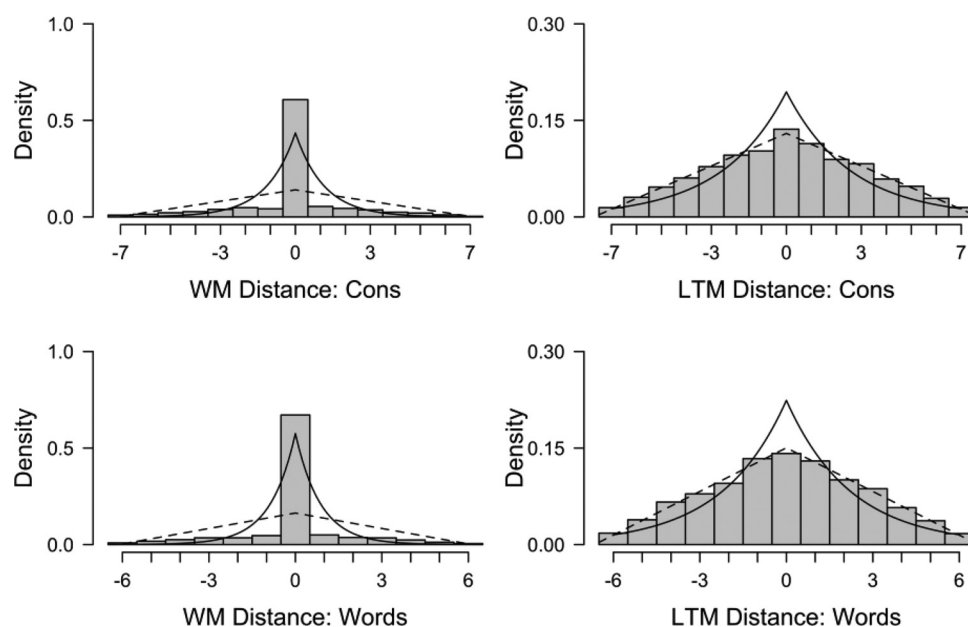 Density
1.0
0.5
0.0
-7 -3 0 3 7
WM Distance: Cons
Density
0.30
0.15
0.00
-7 -3 0 3 7
LTM Distance: Cons
Density
1.0
0.5
0.0
-6 -3 0 3 6
WM Distance: Words
Density
0.30
0.15
0.00
-6 -3 0 3 6
LTM Distance: Words